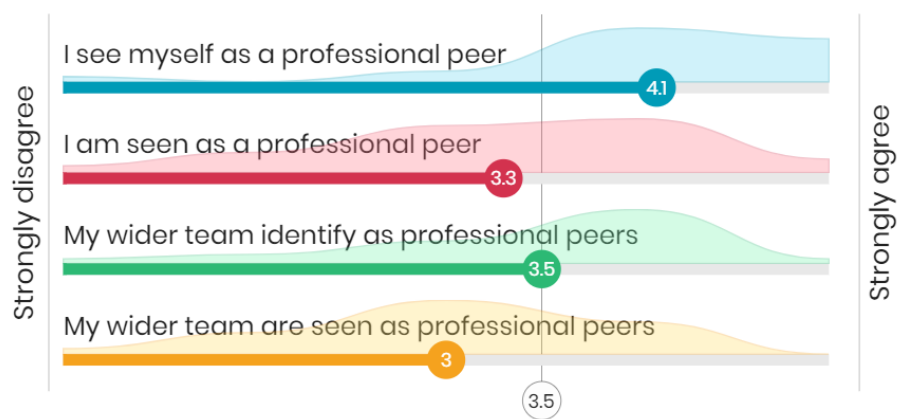 Strongly disagree
I see myself as a professional peer
4.1
I am seen as a professional peer
3.3
My wider team identify as professional peers
3.5
My wider team are seen as professional peers
3
3.5
Strongly agree